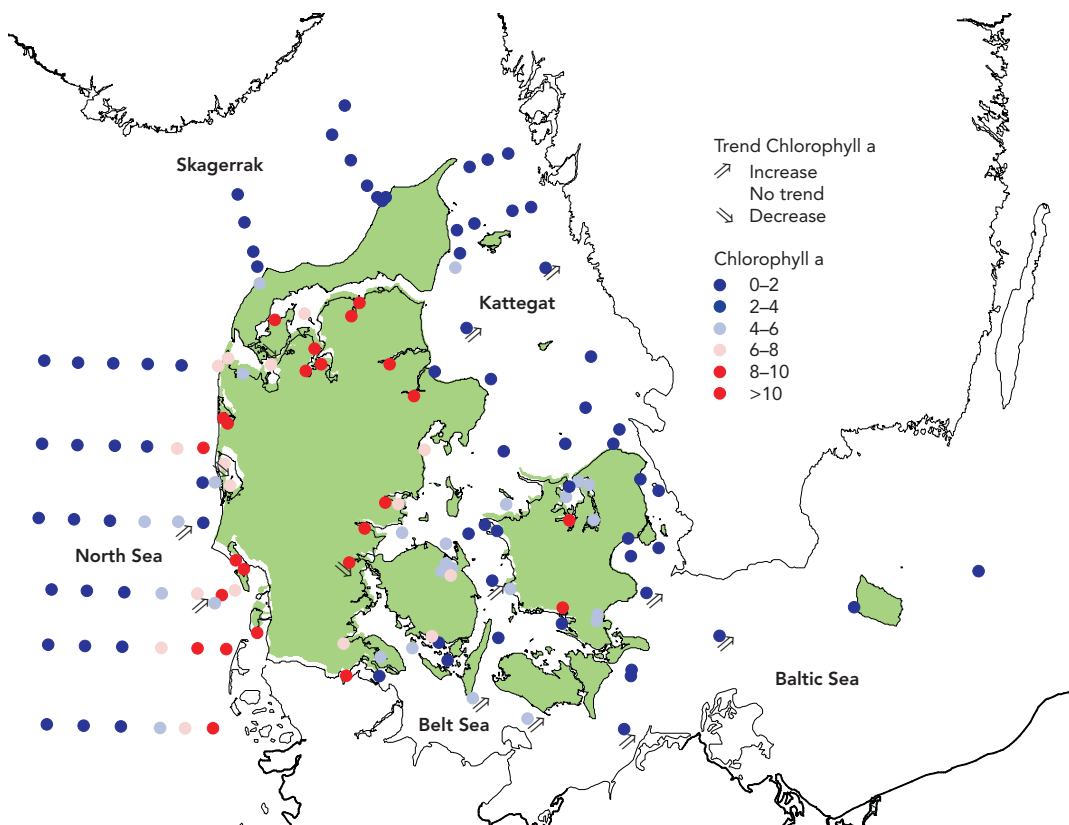 Skagerrak
Kattegat
North Sea
Belt Sea
Baltic Sea
Trend Chlorophyll a
Increase
No trend
Decrease
Chlorophyll a
0–2
2–4
4–6
6–8
8–10
>10